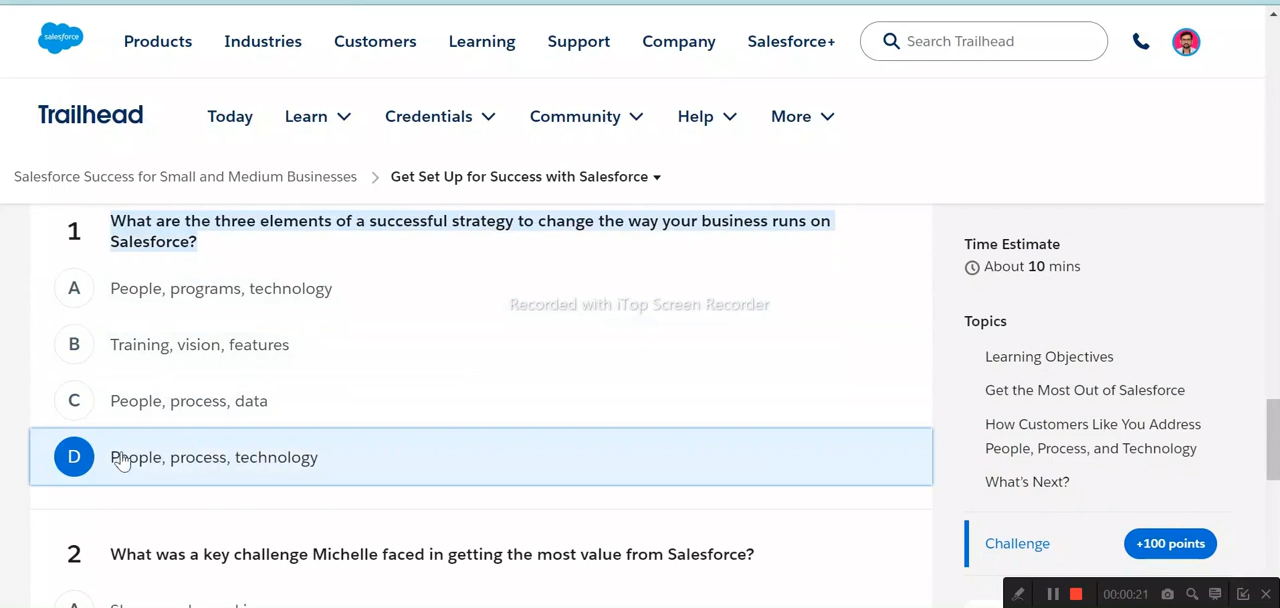 salesforce
Products Industries Customers Learning Support Company Salesforce+ Search Trailhead
Trailhead Today Learn Credentials Community Help More
Salesforce Success for Small and Medium Businesses > Get Set Up for Success with Salesforce
1 What are the three elements of a successful strategy to change the way your business runs on
Salesforce?
A People, programs, technology
B Training, vision, features
C People, process, data
D People, process, technology
2 What was a key challenge Michelle faced in getting the most value from Salesforce?
A
Recorded with iTop Screen Recorder
Time Estimate
About 10 mins
Topics
Learning Objectives
Get the Most Out of Salesforce
How Customers Like You Address
People, Process, and Technology
What's Next?
Challenge +100 points
00:00:21